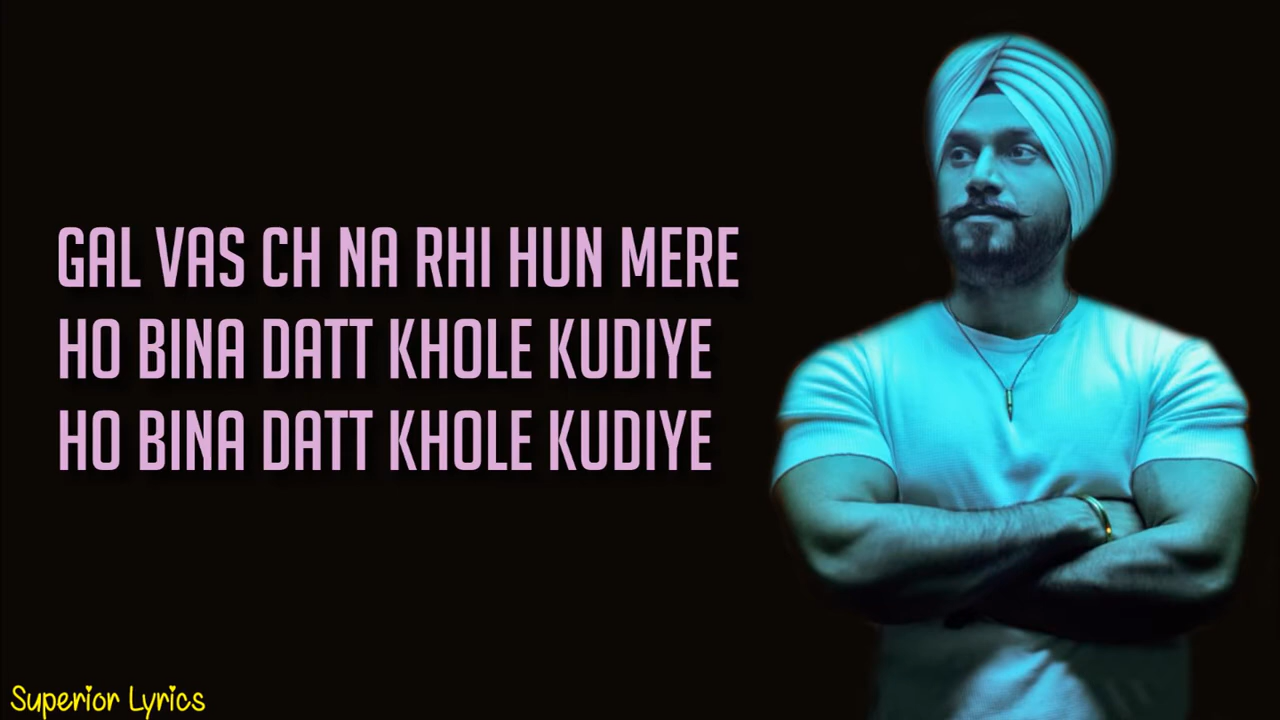 GAL VAS CH NA RHI HUN MERE
HO BINA DATT KHOLE KUDIYE
HO BINA DATT KHOLE KUDIYE
Superior Lyrics